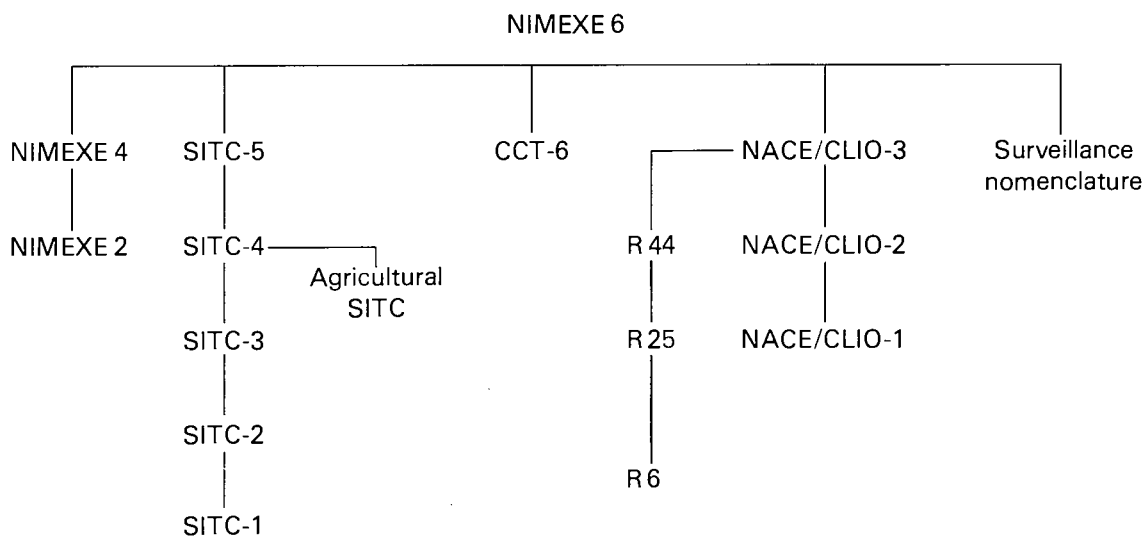 NIMEXE 6
NIMEXE 4 SITC-5 CCT-6 NACE/CLIO-3 Surveillance
nomenclature
NIMEXE 2 SITC-4 R 44 NACE/CLIO-2
Agricultural
SITC
SITC-3 R 25 NACE/CLIO-1
SITC-2
R 6
SITC-1